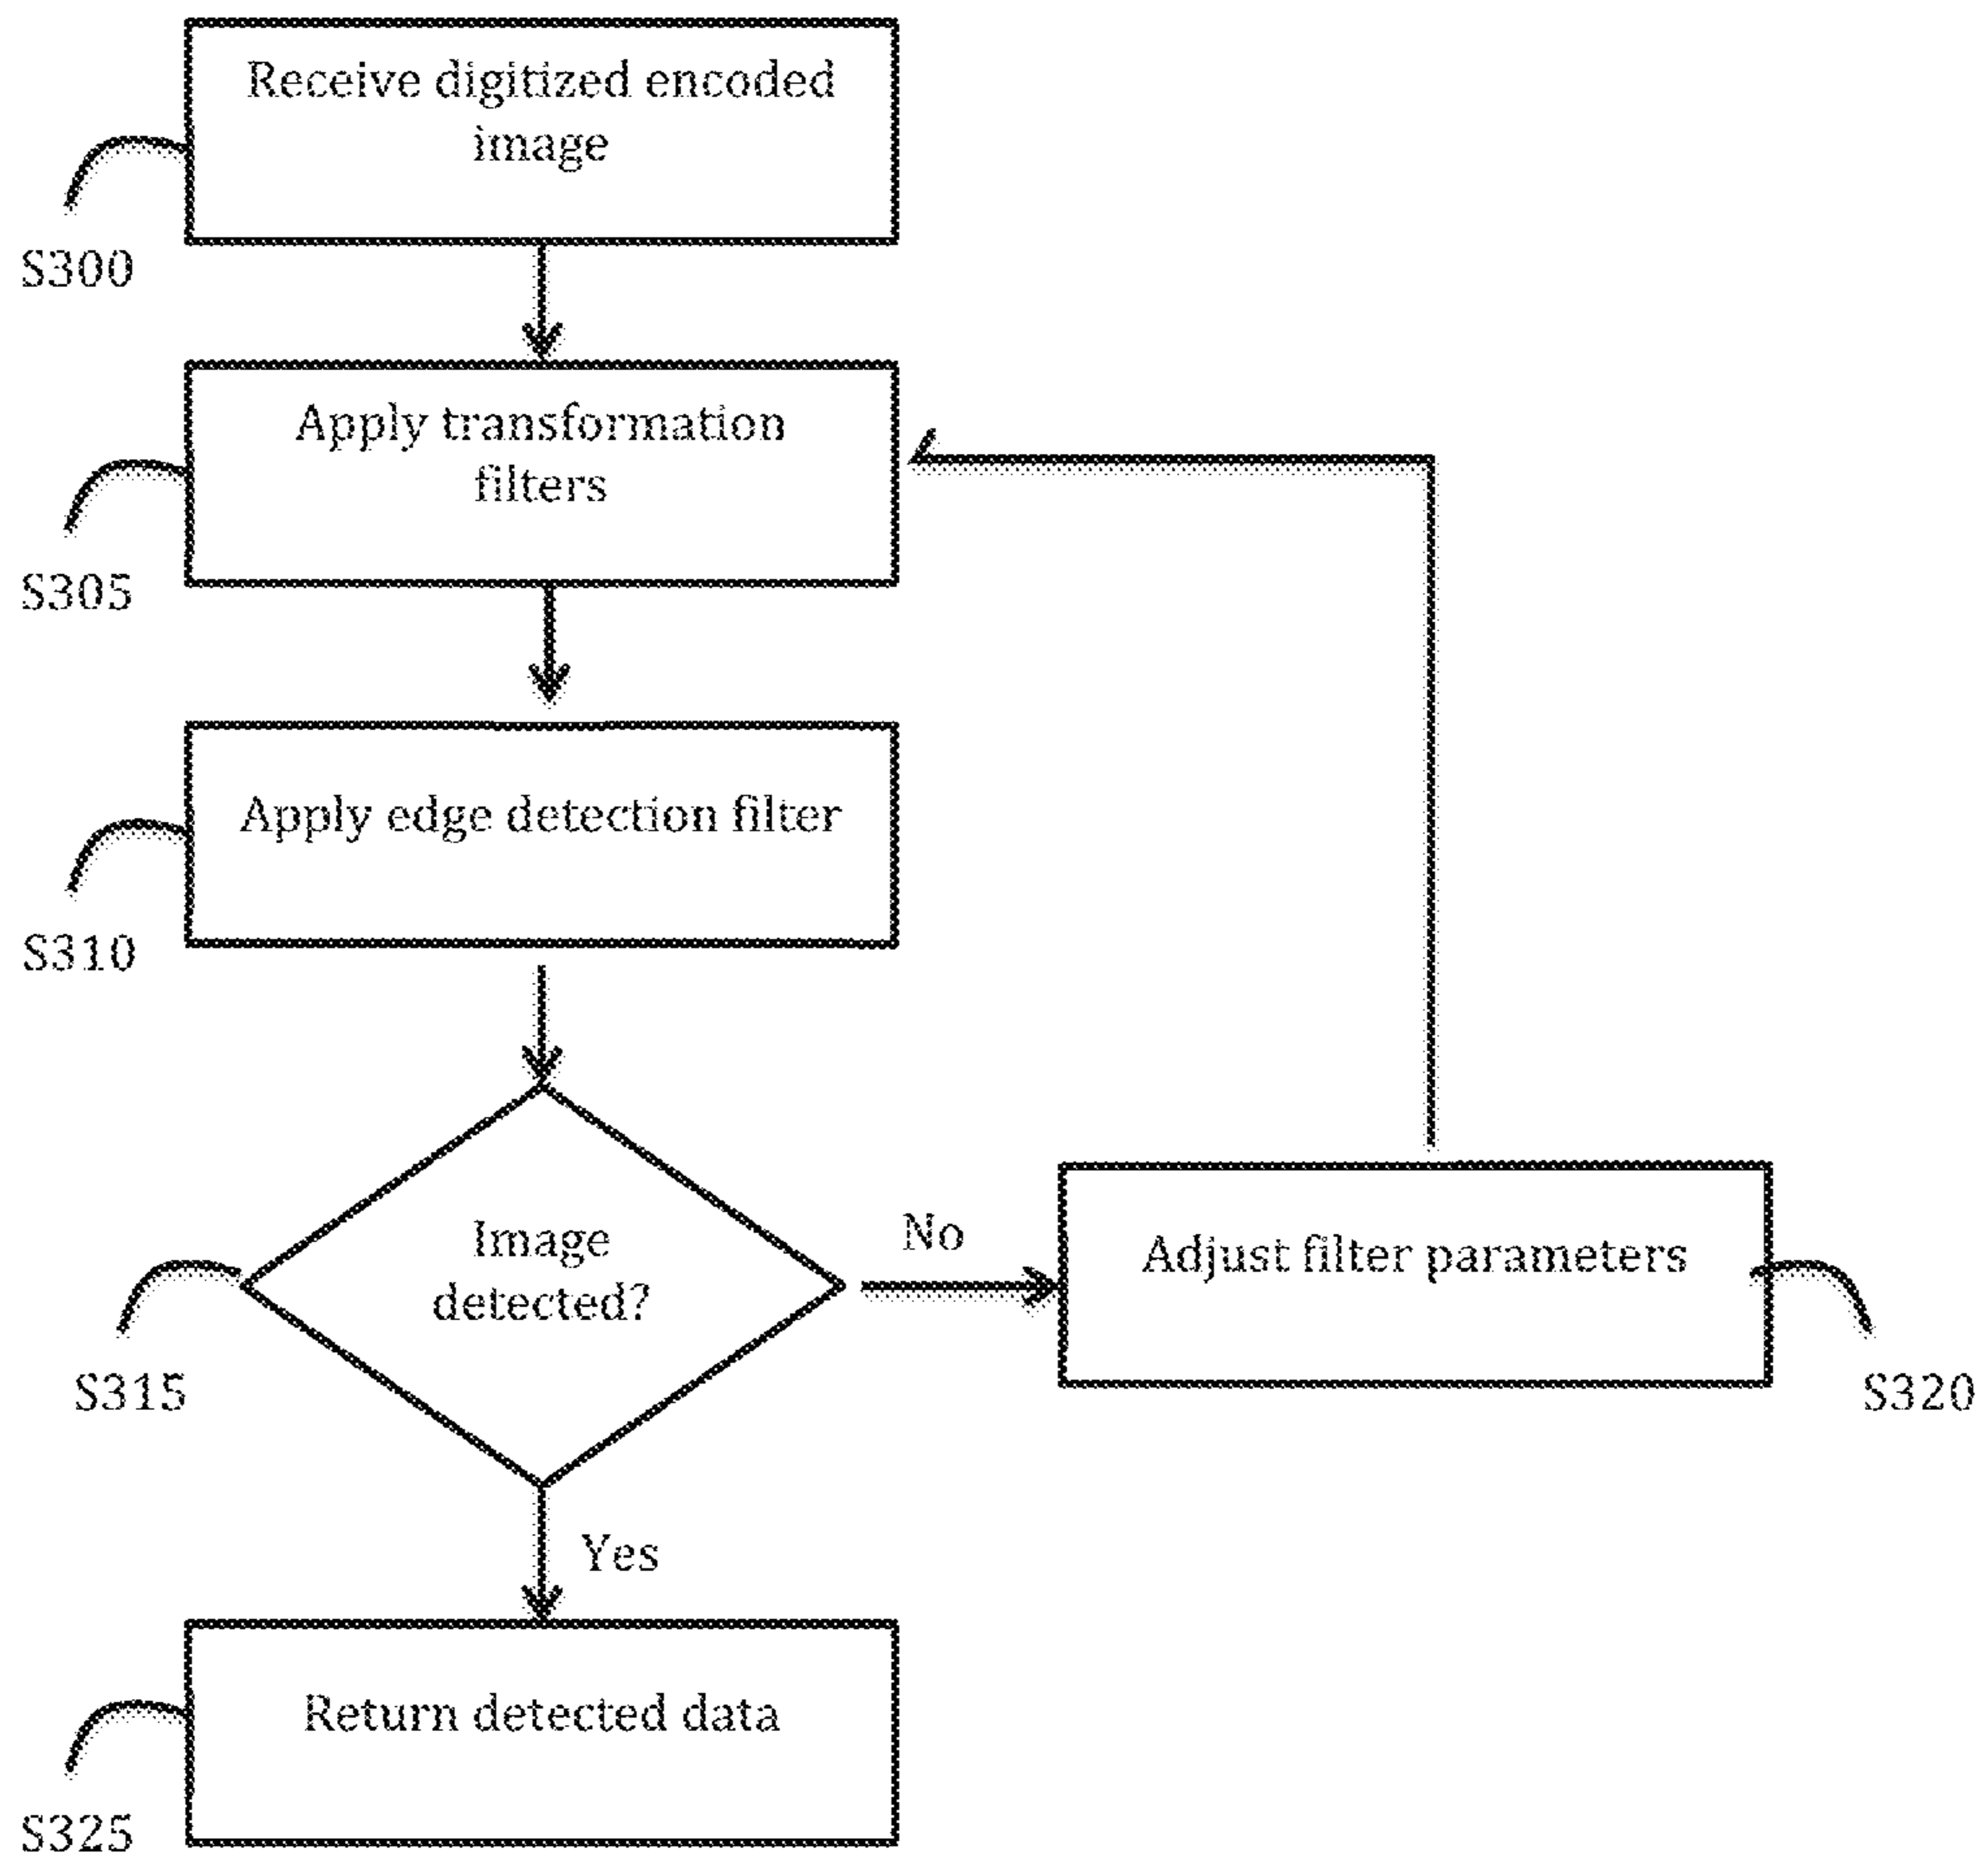 Receive digitized encoded
image
S300
Apply transformation
filters
S305
Apply edge detection filter
S310
Image
detected?
S315
No
Adjust filter parameters
S320
Yes
Return detected data
S325